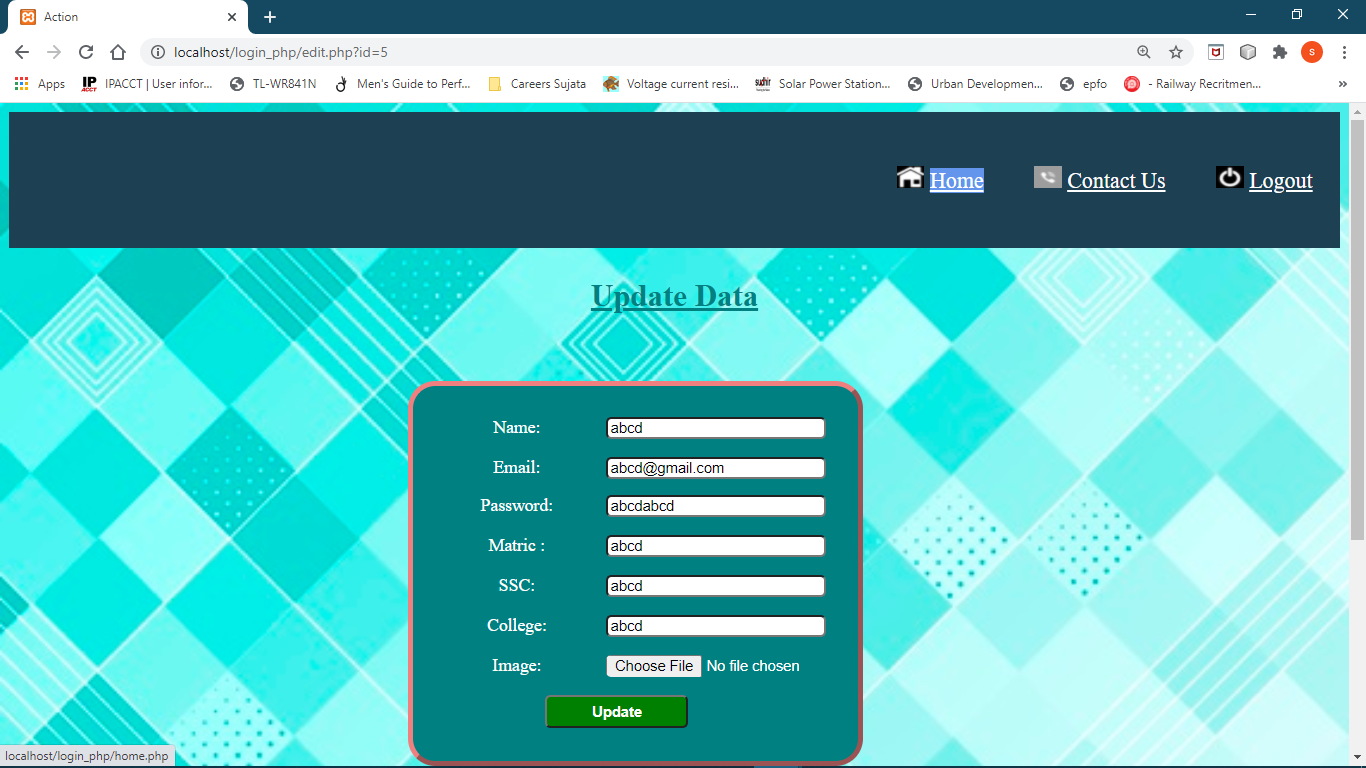 Action
localhost/login_php/edit.php?id=5
s
Apps IPACCT | User infor... TL-WR841N Men's Guide to Perf... Careers Sujata Voltage current resi... Solar Power Station... Urban Developmen... epfo - Railway Recritmen... »
Home Contact Us Logout
Update Data
Name: abcd
Email: abcd@gmail.com
Password: abcdabcd
Matric : abcd
SSC: abcd
College: abcd
Image: Choose File No file chosen
Update
localhost/login_php/home.php